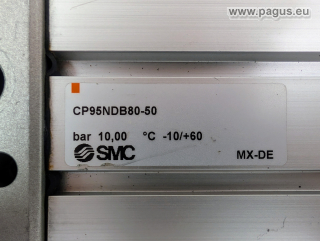 www.pagus.eu
CP95NDB80-50
bar 10,00 °C -10/+60
SMC
MX-DE